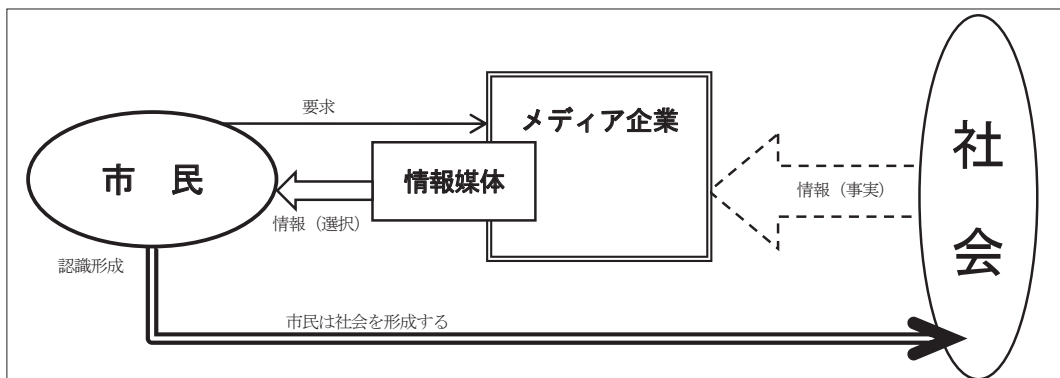 要求
メディア企業
市 民
情報媒体
情報（選択）
情報（事実）
社
会
認識形成
市民は社会を形成する